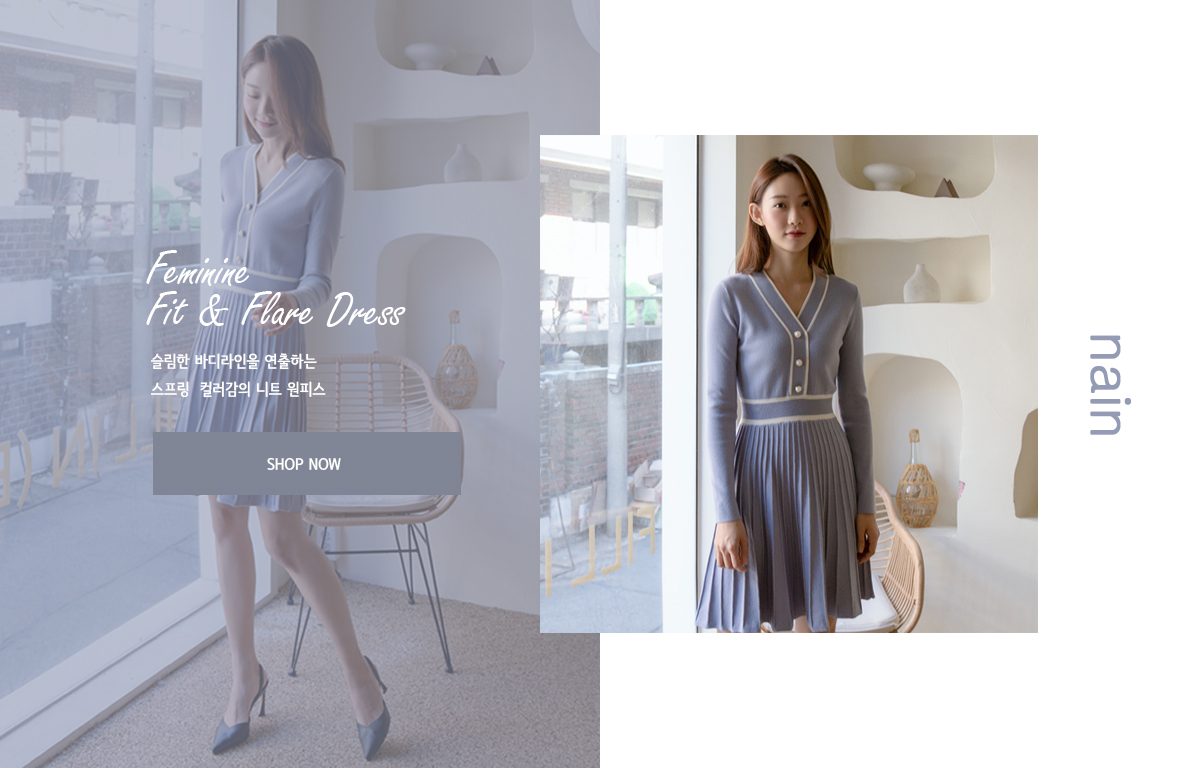 Feminine
Fit & Flare Dress
슬림한 바디라인을 연출하는
스프링 컬러감의 니트 원피스
SHOP NOW
nain